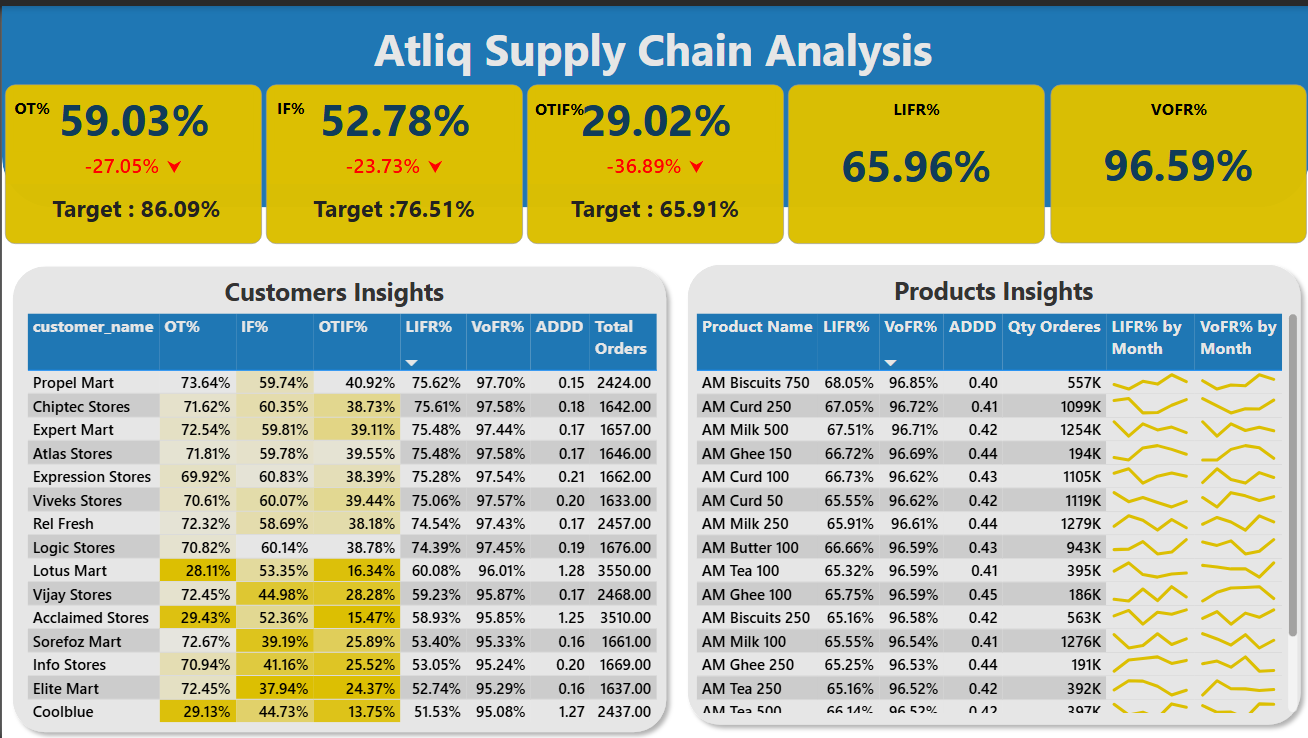 Atliq Supply Chain Analysis
OT% 59.03%
-27.05%
Target : 86.09%
IF% 52.78%
-23.73%
Target :76.51%
OTIF% 29.02%
-36.89%
Target : 65.91%
LIFR%
65.96%
VOFR%
96.59%
Customers Insights
customer_name OT% IF% OTIF% LIFR% VoFR% ADDD Total Orders
Propel Mart 73.64% 59.74% 40.92% 75.62% 97.70% 0.15 2424.00
Chiptec Stores 71.62% 60.35% 38.73% 75.61% 97.58% 0.18 1642.00
Expert Mart 72.54% 59.81% 39.11% 75.48% 97.44% 0.17 1657.00
Atlas Stores 71.81% 59.78% 39.55% 75.48% 97.58% 0.17 1646.00
Expression Stores 69.92% 60.83% 38.39% 75.28% 97.54% 0.21 1662.00
Viveks Stores 70.61% 60.07% 39.44% 75.06% 97.57% 0.20 1633.00
Rel Fresh 72.32% 58.69% 38.18% 74.54% 97.43% 0.17 2457.00
Logic Stores 70.82% 60.14% 38.78% 74.39% 97.45% 0.19 1676.00
Lotus Mart 28.11% 53.35% 16.34% 60.08% 96.01% 1.28 3550.00
Vijay Stores 72.45% 44.98% 28.28% 59.23% 95.87% 0.17 2468.00
Acclaimed Stores 29.43% 52.36% 15.47% 58.93% 95.85% 1.25 3510.00
Sorefoz Mart 72.67% 39.19% 25.89% 53.40% 95.33% 0.16 1661.00
Info Stores 70.94% 41.16% 25.52% 53.05% 95.24% 0.20 1669.00
Elite Mart 72.45% 37.94% 24.37% 52.74% 95.29% 0.16 1637.00
Coolblue 29.13% 44.73% 13.75% 51.53% 95.08% 1.27 2437.00
Products Insights
Product Name LIFR% VoFR% ADDD Qty Orderes LIFR% by Month VoFR% by Month
AM Biscuits 750 68.05% 96.85% 0.40 557K
AM Curd 250 67.05% 96.72% 0.41 1099K
AM Milk 500 67.51% 96.71% 0.42 1254K
AM Ghee 150 66.72% 96.69% 0.44 194K
AM Curd 100 66.73% 96.62% 0.43 1105K
AM Curd 50 65.55% 96.62% 0.42 1119K
AM Milk 250 65.91% 96.61% 0.44 1279K
AM Butter 100 66.66% 96.59% 0.43 943K
AM Tea 100 65.32% 96.59% 0.41 395K
AM Ghee 100 65.75% 96.59% 0.45 186K
AM Biscuits 250 65.16% 96.58% 0.42 563K
AM Milk 100 65.55% 96.54% 0.41 1276K
AM Ghee 250 65.25% 96.53% 0.44 191K
AM Tea 250 65.16% 96.52% 0.42 392K
AM Tea 500 66.14% 96.52% 0.42 397K